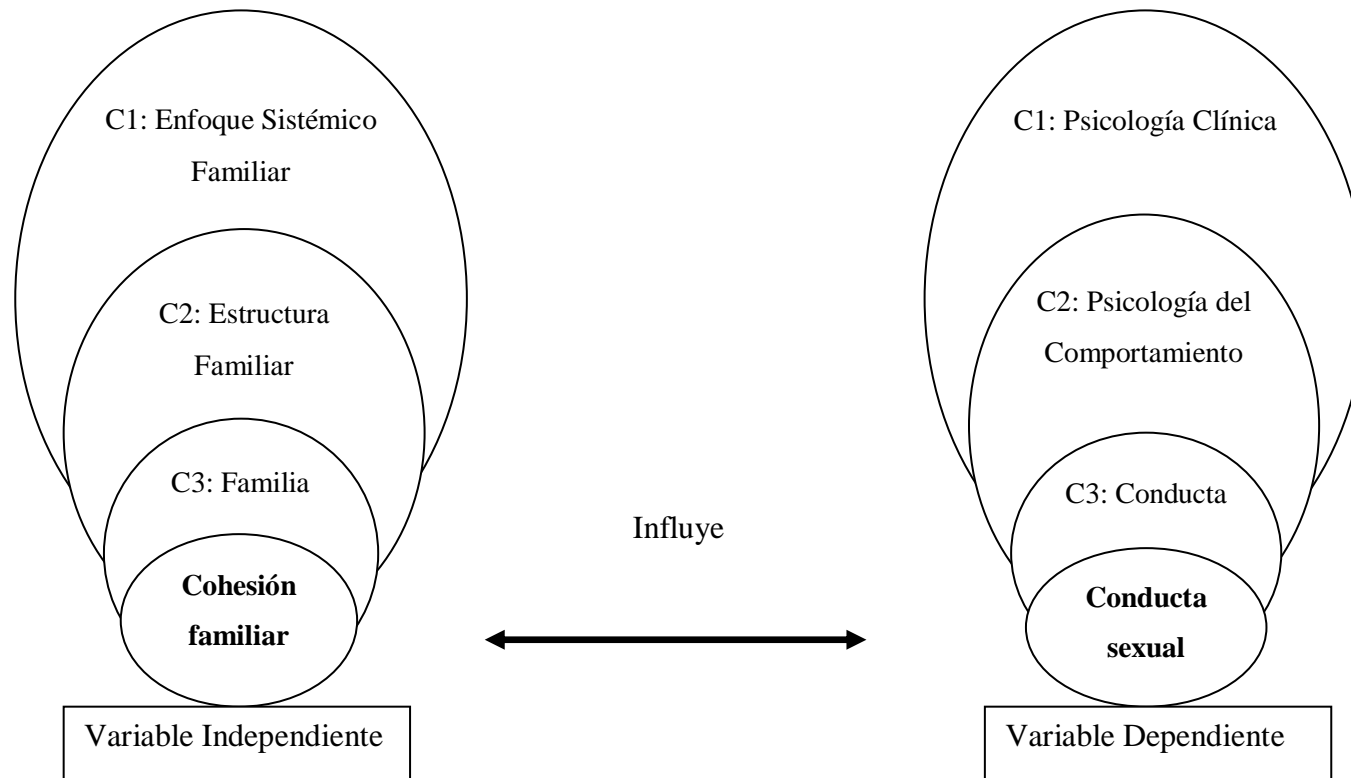 C1: Enfoque Sistémico
Familiar
C2: Estructura
Familiar
C3: Familia
Cohesión
familiar
Variable Independiente
Influye
C1: Psicología Clínica
C2: Psicología del
Comportamiento
C3: Conducta
Conducta
sexual
Variable Dependiente